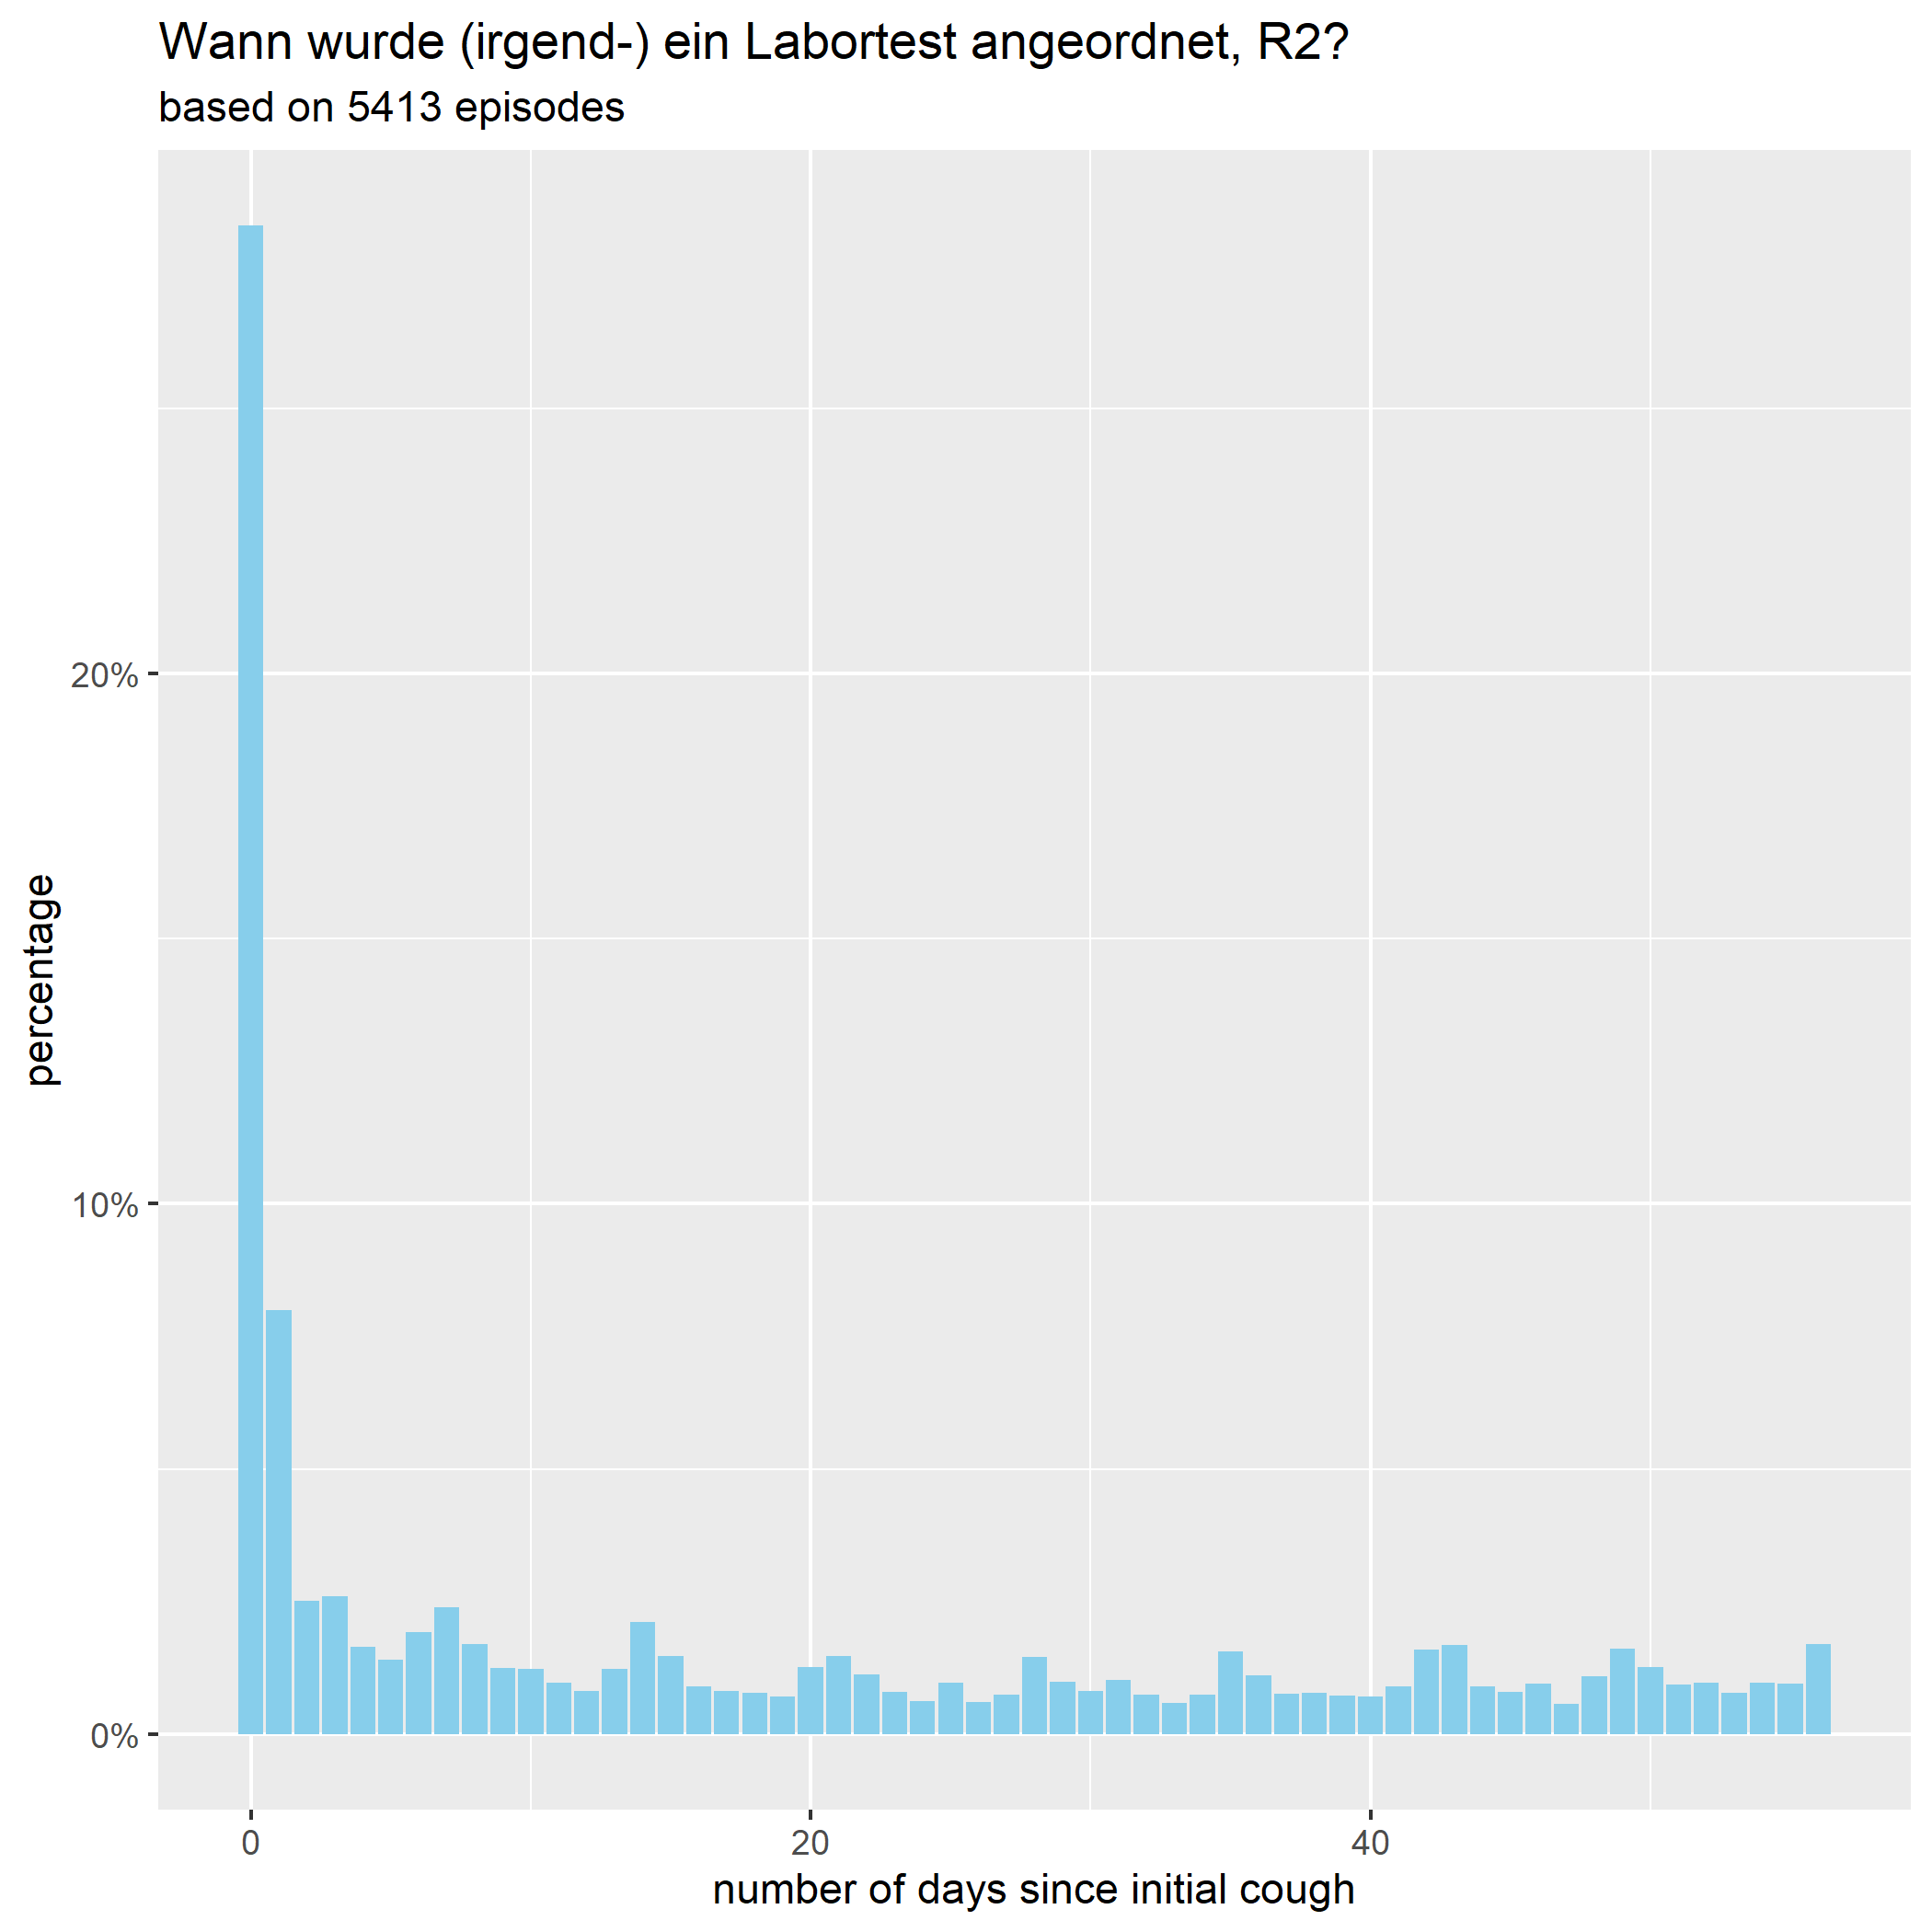 Wann wurde (irgend-) ein Labortest angeordnet, R2?
based on 5413 episodes
percentage
20%
10%
0%
0
20
40
number of days since initial cough